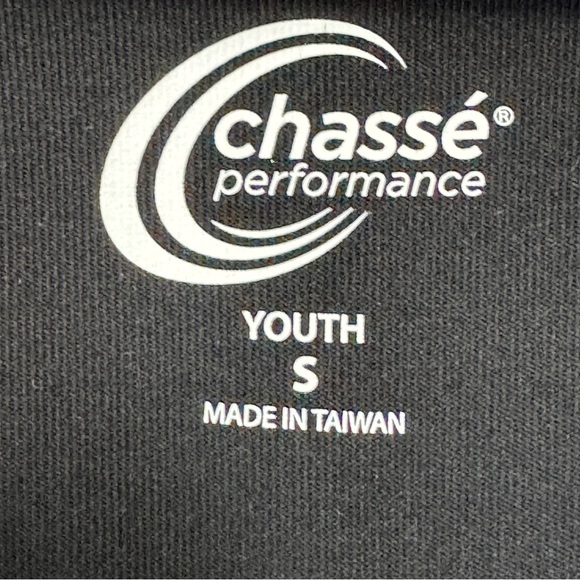 chassé®
performance
YOUTH
S
MADE IN TAIWAN